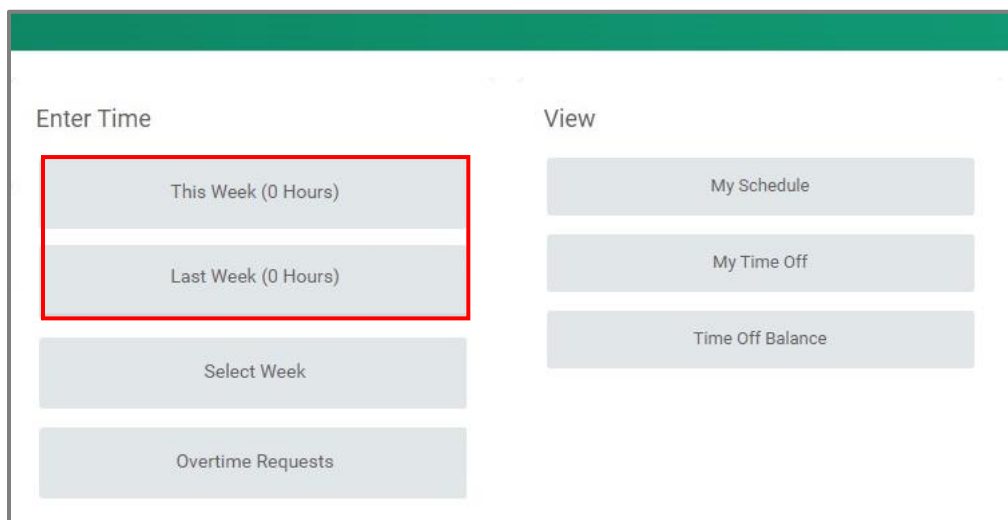 Enter Time
This Week (0 Hours)
Last Week (0 Hours)
Select Week
Overtime Requests
View
My Schedule
My Time Off
Time Off Balance